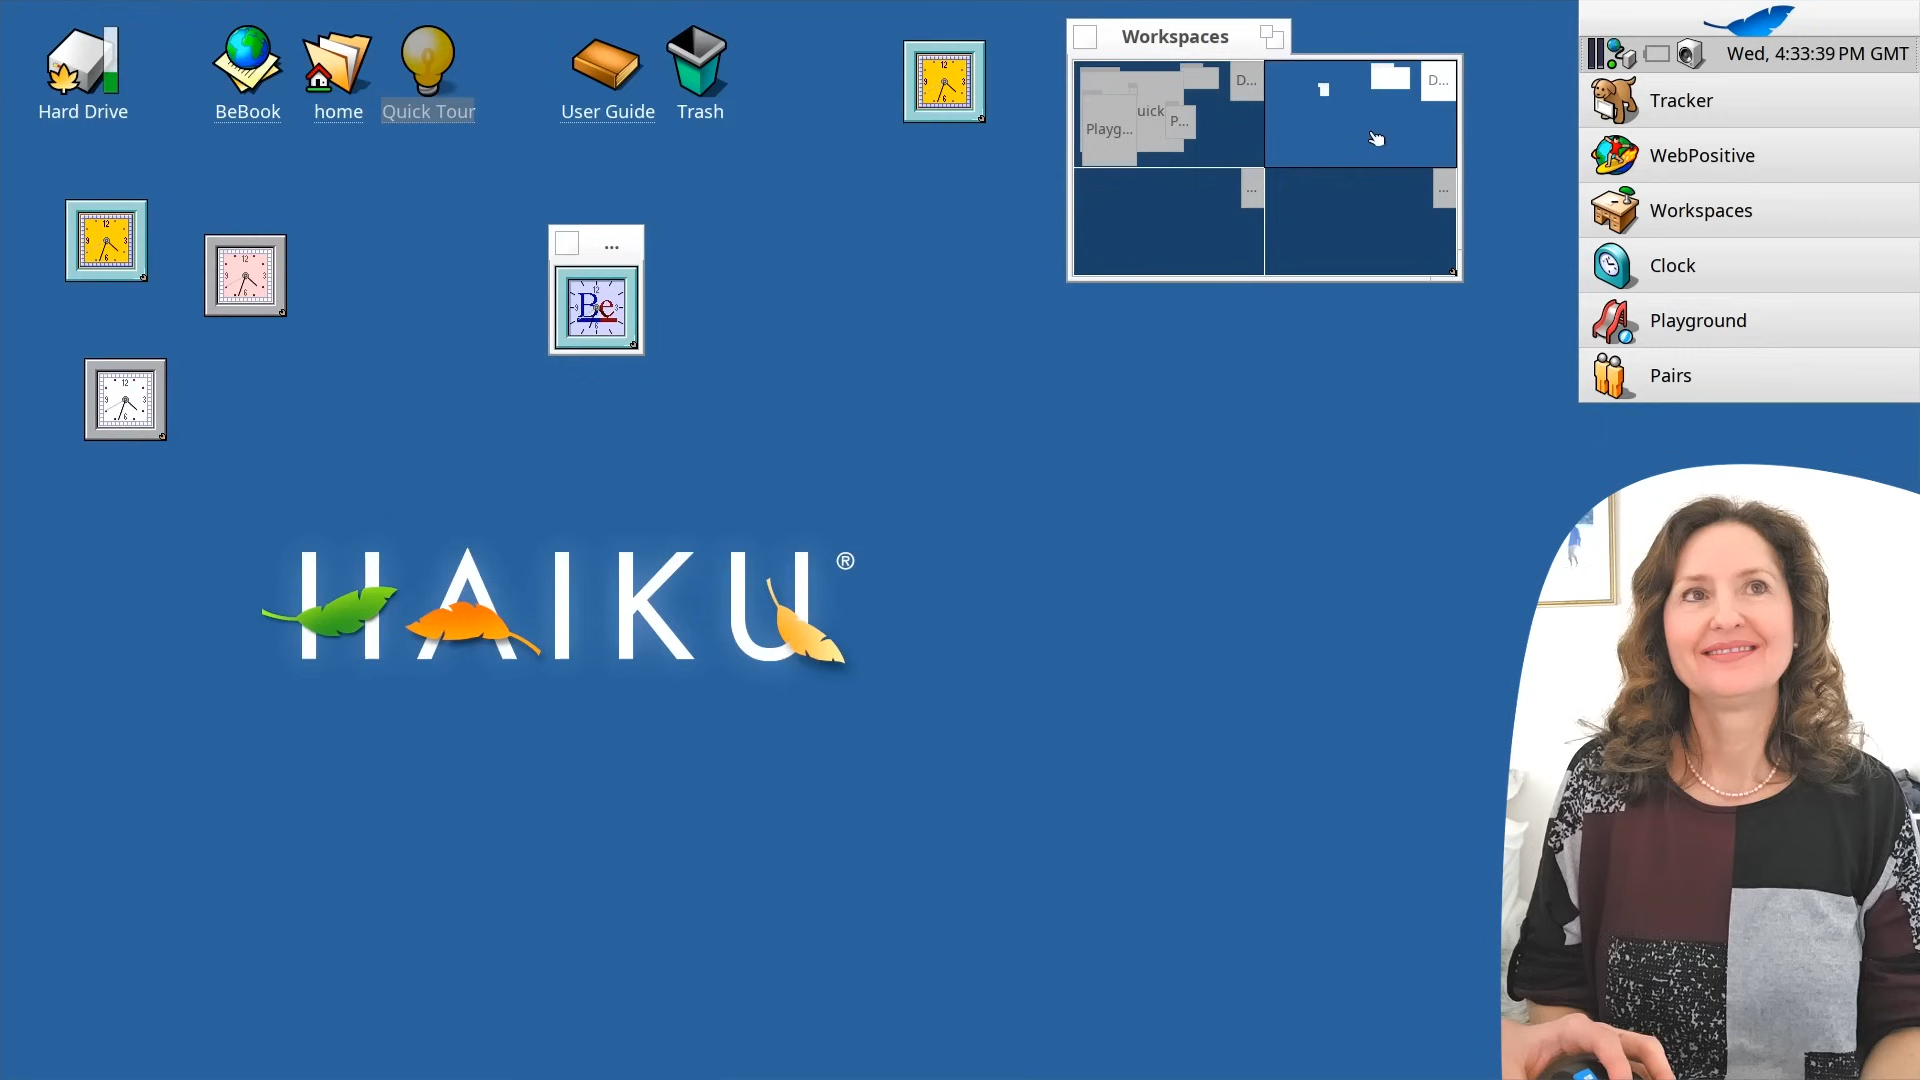 Hard Drive
BeBook
home
Quick Tour
User Guide
Trash
Workspaces
D...
D...
uick
Playg...
P...
...
...
Wed, 4:33:39 PM GMT
Tracker
WebPositive
Workspaces
Clock
Playground
Pairs
...
Be
HAIKU®